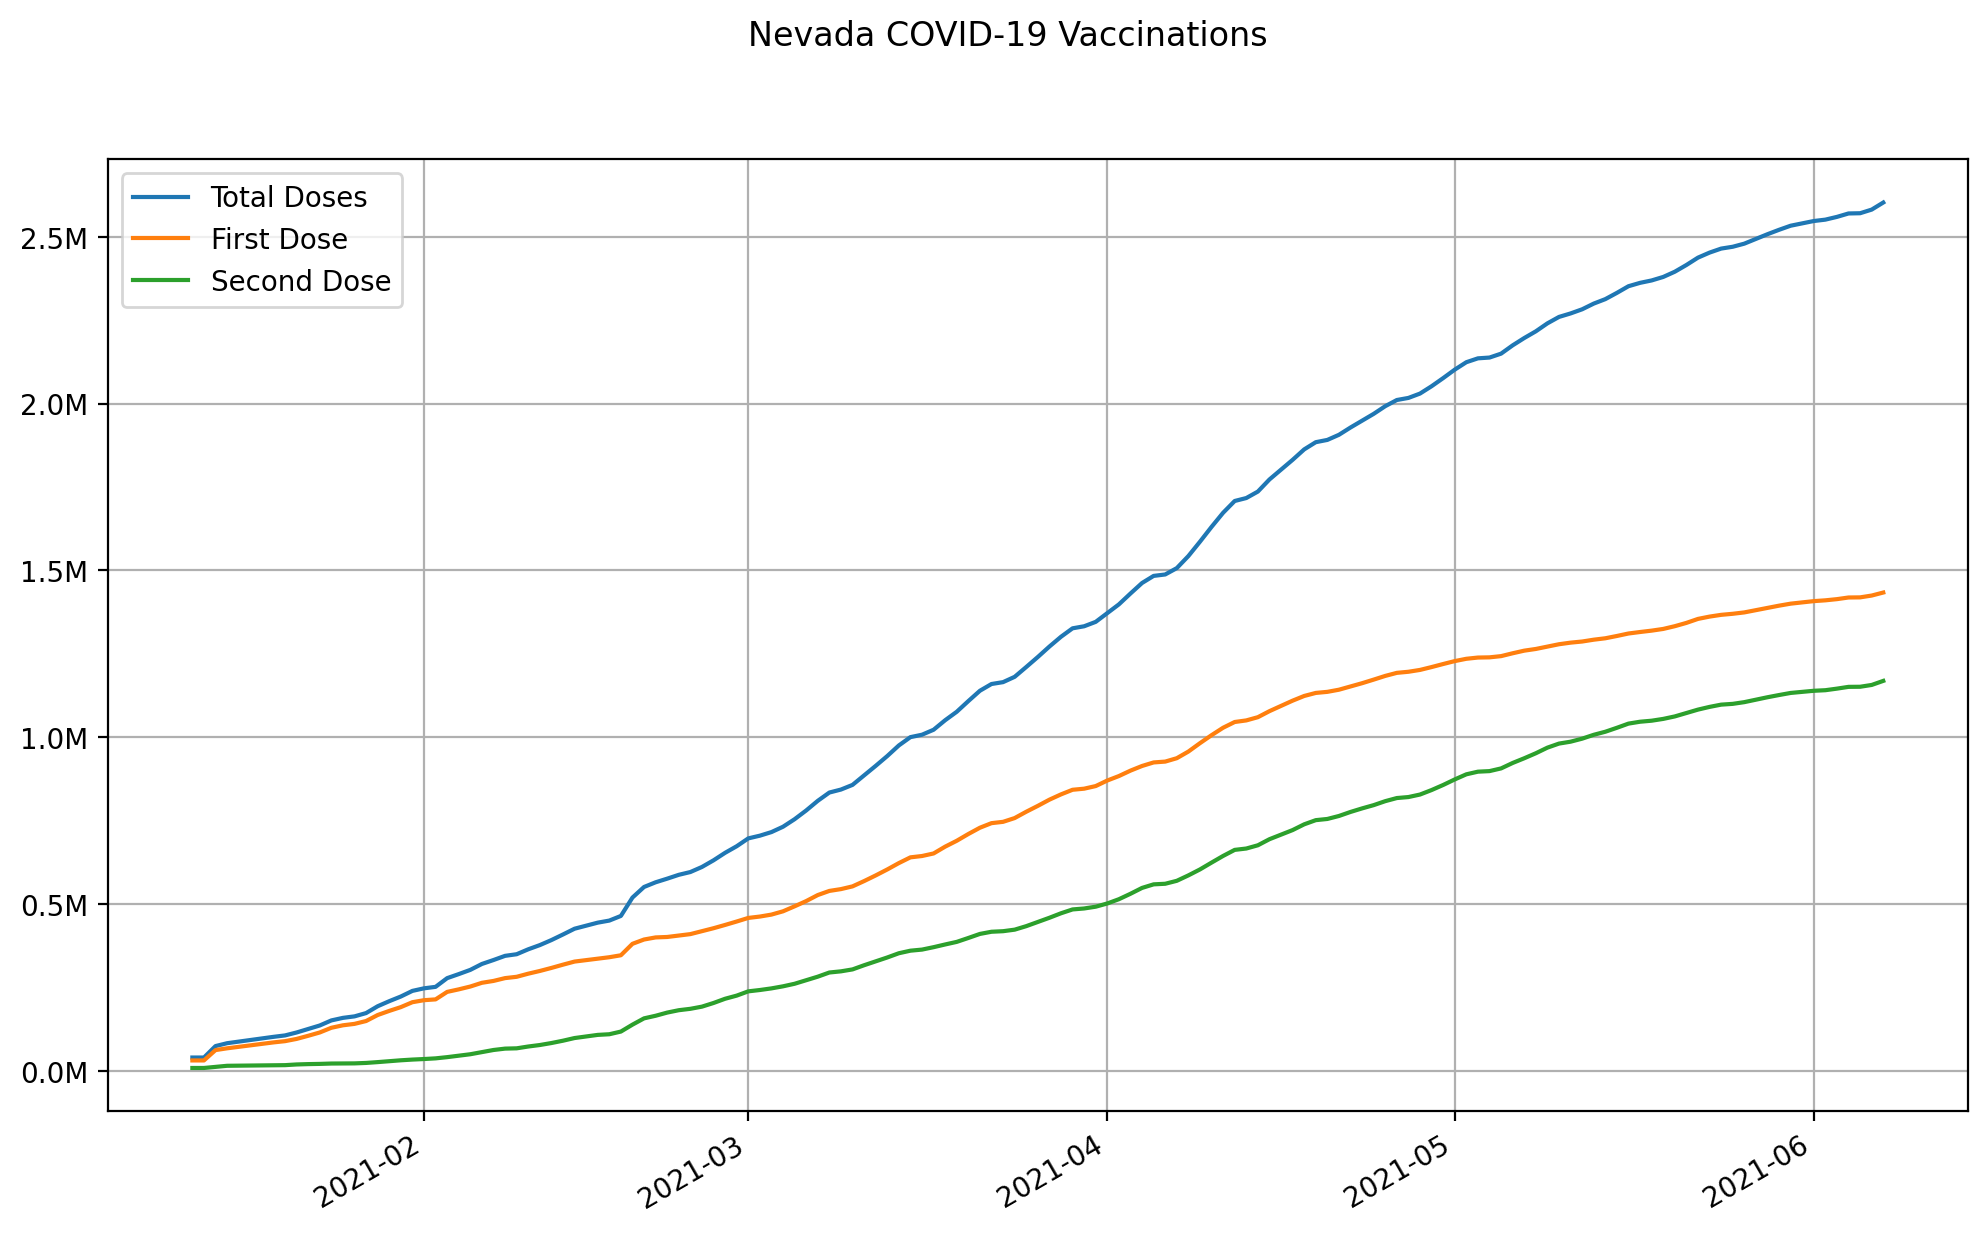 Nevada COVID-19 Vaccinations
Total Doses
First Dose
Second Dose
2.5M
2.0M
1.5M
1.0M
0.5M
0.0M
2021-02
2021-03
2021-04
2021-05
2021-06